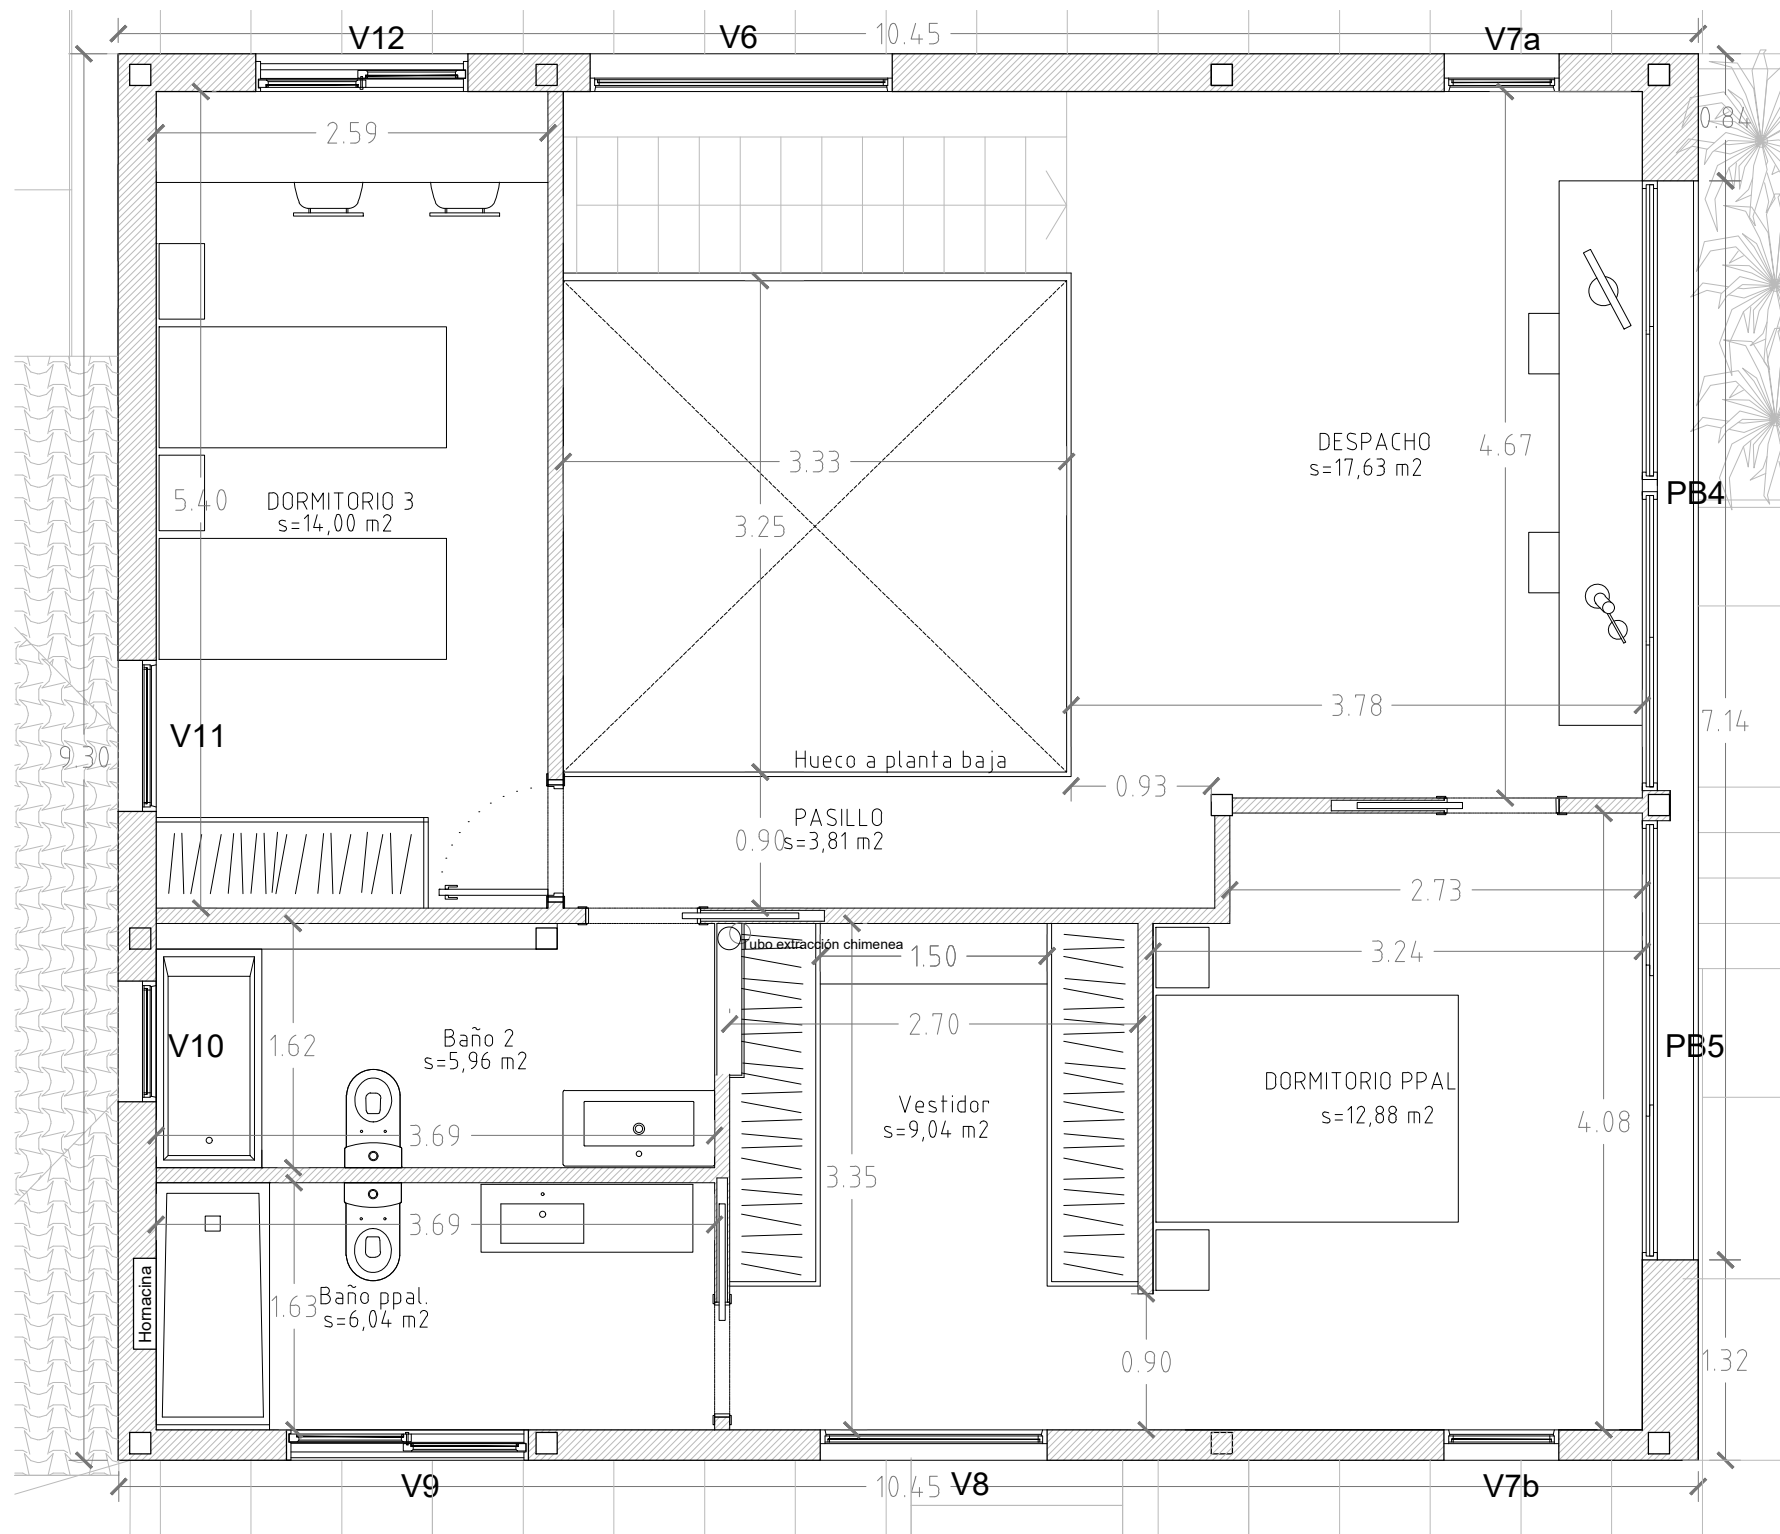 V12
V6
10.45
V7a
0.84
2.59
DESPACHO
s=17,63 m2
4.67
3.33
PB4
DORMITORIO 3
s=14,00 m2
5.40
3.25
3.78
7.14
V11
9.30
Hueco a planta baja
0.93
PASILLO
s=3,81 m2
0.90
2.73
Tubo extracción chimenea
1.50
3.24
2.70
Baño 2
s=5,96 m2
V10
1.62
PB5
DORMITORIO PPAL
s=12,88 m2
Vestidor
s=9,04 m2
4.08
3.69
3.35
3.69
Baño ppal.
s=6,04 m2
1.63
Hornacina
0.90
1.32
V9
10.45
V8
V7b